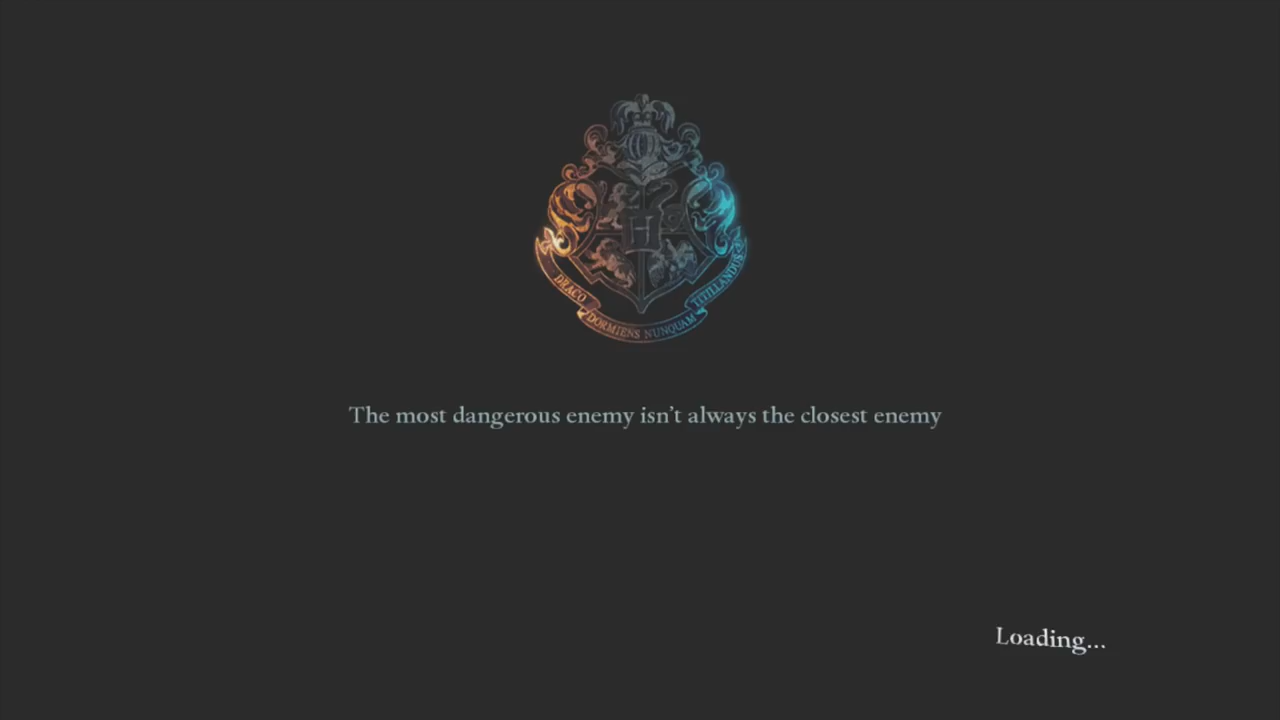 H
DRACO
DORMIENS NUNQUAM
TITILLANDUS
The most dangerous enemy isn't always the closest enemy
Loading...